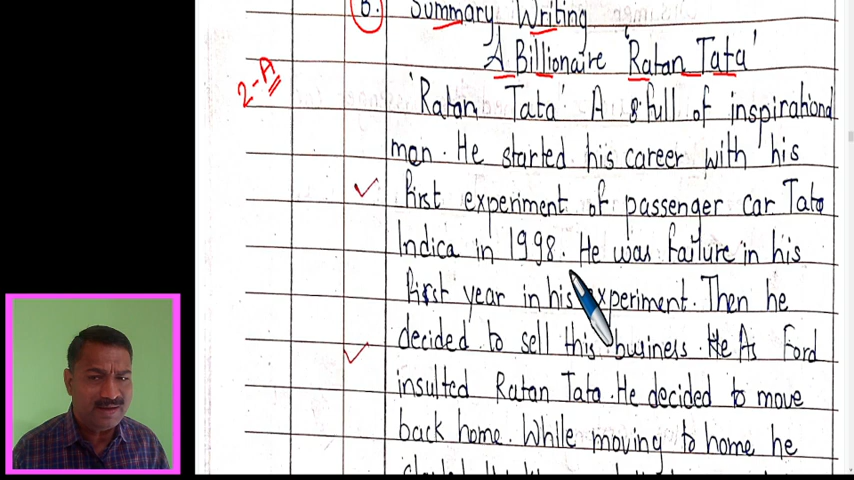 B. Summary Writing
A Billionaire 'Ratan Tata'
2-A
'Ratan Tata' A full of inspirational
man. He started his career with his
first experiment of passenger car Tata
Indica in 1998. He was failure in his
first year in his experiment. Then he
decided to sell this business. He As Ford
insulted Ratan Tata. He decided to move
back home. While moving to home he